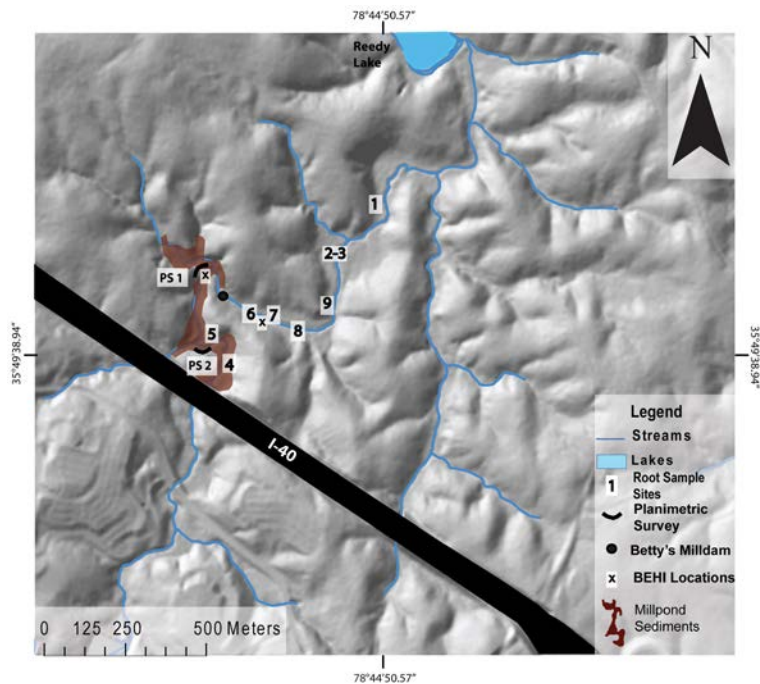 78°44'50.57"
Reedy
Lake
N
1
2-3
PS 1
x
9
6 7
x
8
5
35°49'38.94"
35°49'38.94"
PS 2
4
I-40
Legend
Streams
Lakes
1 Root Sample
Sites
Planimetric
Survey
Betty's Milldam
x BEHI Locations
Millpond
Sediments
0 125 250 500 Meters
78°44'50.57"